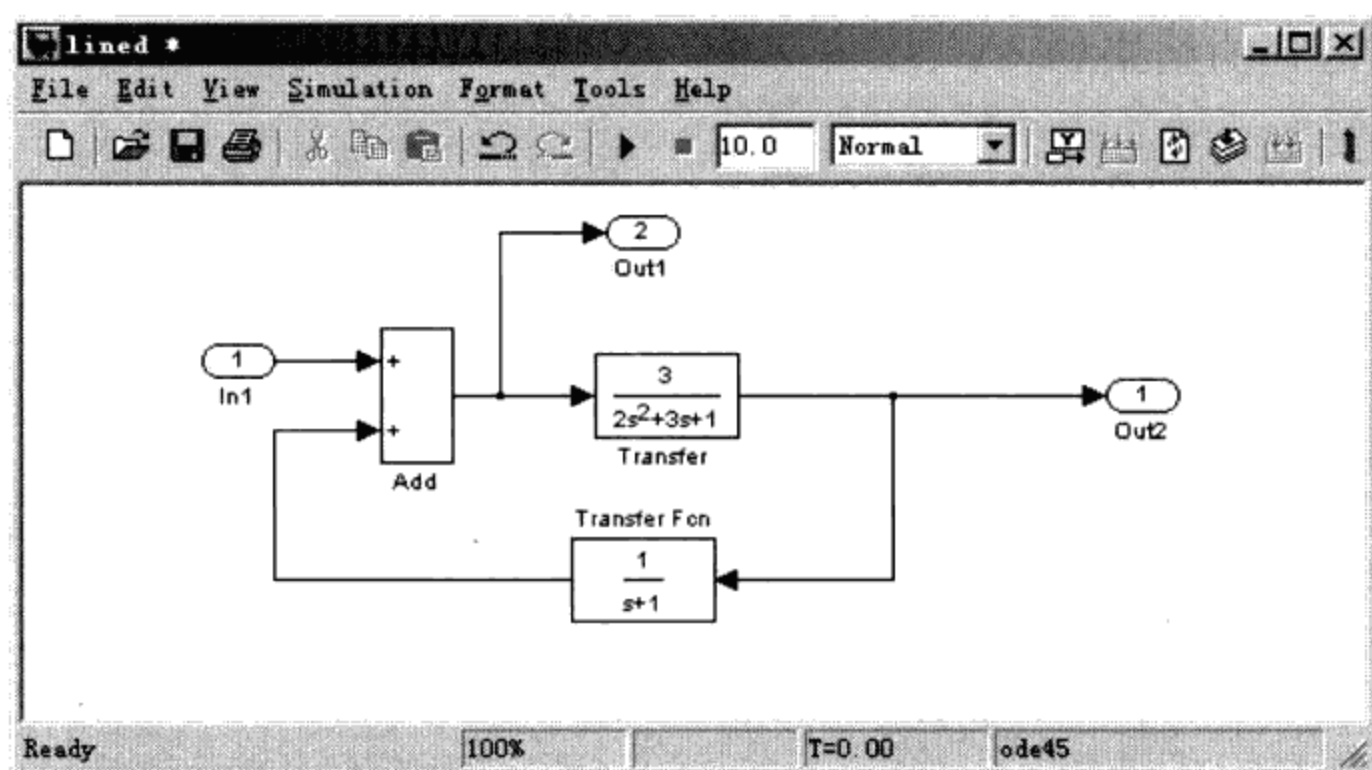 lined *
File Edit View Simulation Format Tools Help
10.0 Normal
2
Out1
1
In1
+
+
Add
3
2s²+3s+1
Transfer
1
Out2
Transfer Fcn
1
s+1
Ready 100% T=0.00 ode45